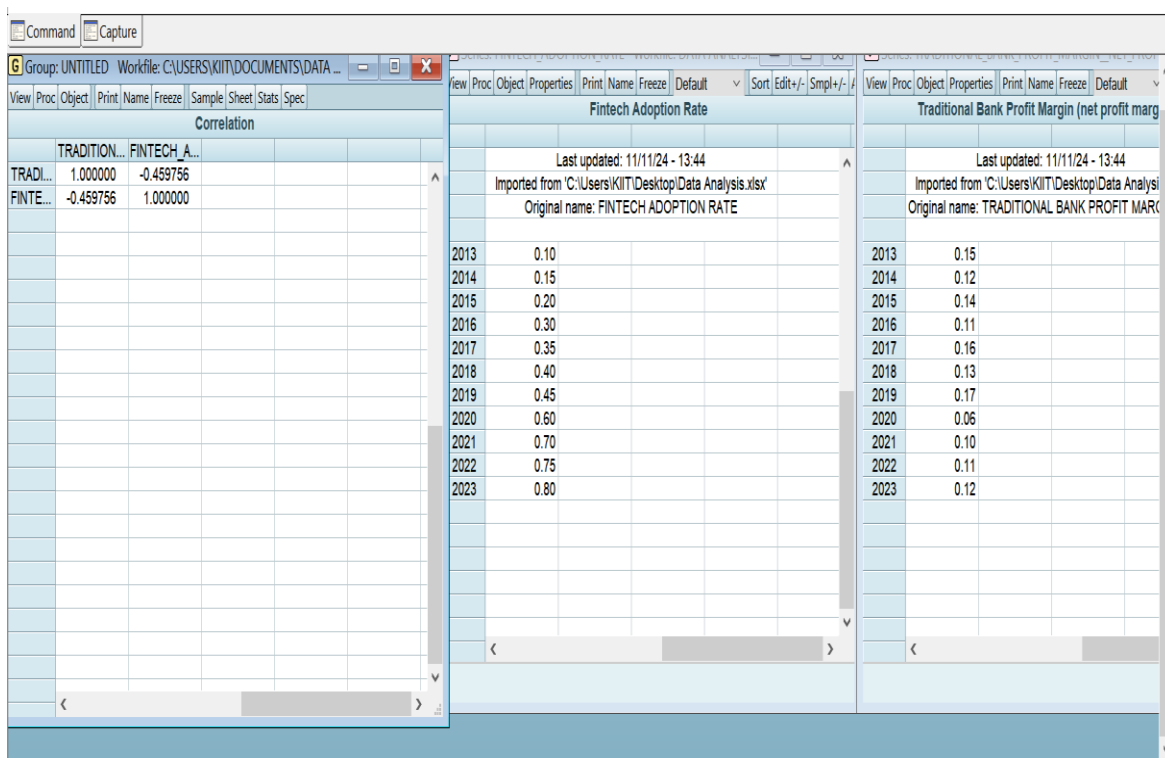 Command Capture
G Group: UNTITLED Workfile: C:\USERS\KIIT\DOCUMENTS\DATA ...
View Proc Object Print Name Freeze Sample Sheet Stats Spec
Correlation
TRADITION... FINTECH_A...
TRADI... 1.000000 -0.459756
FINTE... -0.459756 1.000000
View Proc Object Properties Print Name Freeze Default Sort Edit+/- Smpl+/-
Fintech Adoption Rate
Last updated: 11/11/24 - 13:44
Imported from 'C:\Users\KIIT\Desktop\Data Analysis.xlsx'
Original name: FINTECH ADOPTION RATE
2013 0.10
2014 0.15
2015 0.20
2016 0.30
2017 0.35
2018 0.40
2019 0.45
2020 0.60
2021 0.70
2022 0.75
2023 0.80
View Proc Object Properties Print Name Freeze Default
Traditional Bank Profit Margin (net profit marg
Last updated: 11/11/24 - 13:44
Imported from 'C:\Users\KIIT\Desktop\Data Analysi
Original name: TRADITIONAL BANK PROFIT MARG
2013 0.15
2014 0.12
2015 0.14
2016 0.11
2017 0.16
2018 0.13
2019 0.17
2020 0.06
2021 0.10
2022 0.11
2023 0.12